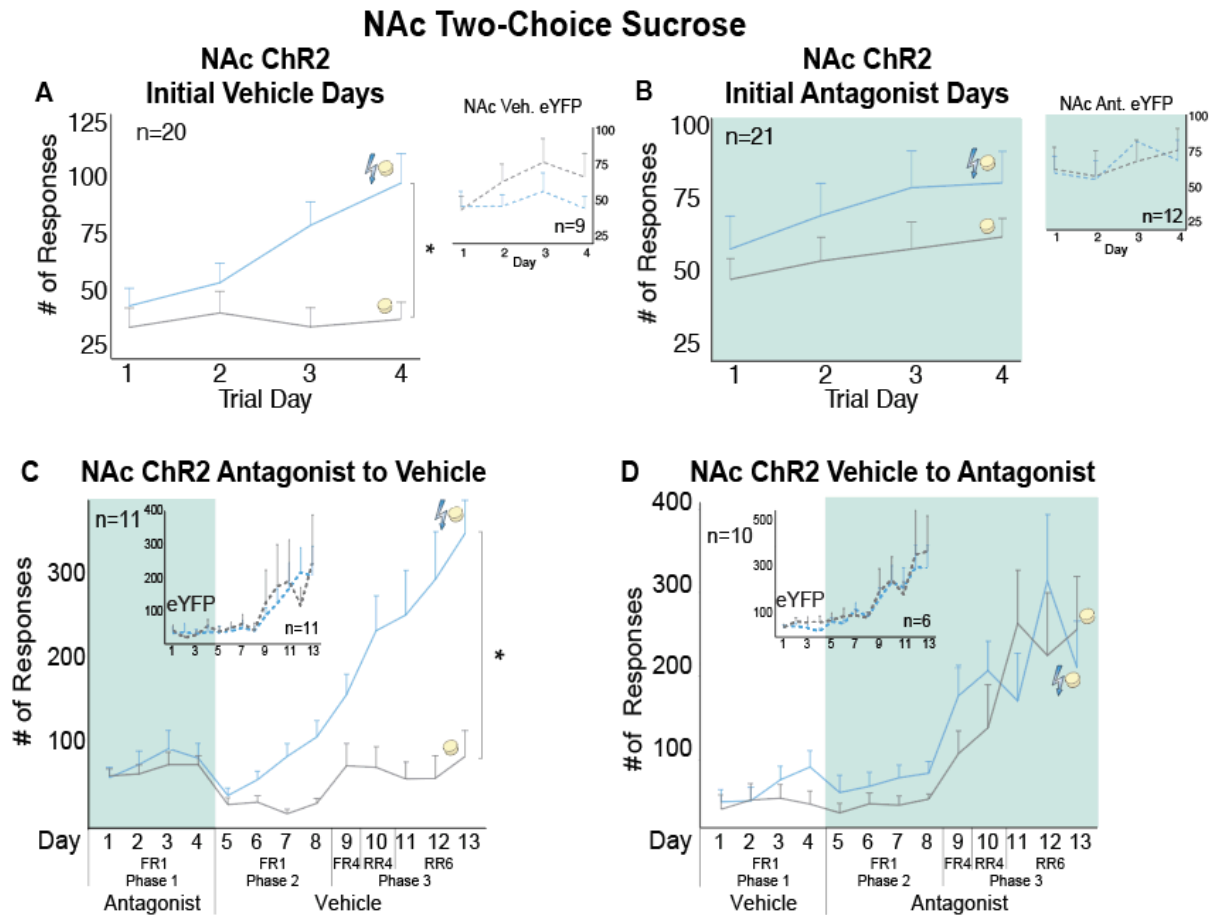 NAc Two-Choice Sucrose
NAc ChR2
Initial Vehicle Days
A
# of Responses
125
100
75
50
25
n=20
*
1 2 3 4
Trial Day
NAc Veh. eYFP
100
75
50
25
n=9
1 2 3 4
Day
NAc ChR2
Initial Antagonist Days
B
# of Responses
100
75
50
25
n=21
1 2 3 4
Trial Day
NAc Ant. eYFP
100
75
50
25
n=12
1 2 3 4
Day
C NAc ChR2 Antagonist to Vehicle
# of Responses
300
200
100
n=11
400
300
200
100
eYFP
n=11
1 3 5 7 9 11 13
*
Day 1 2 3 4 5 6 7 8 9 10 11 12 13
FR1 FR1 FR4 RR4 RR6
Phase 1 Phase 2 Phase 3
Antagonist Vehicle
D NAc ChR2 Vehicle to Antagonist
#of Responses
400
300
200
100
n=10
500
300
100
eYFP
n=6
1 3 5 7 9 11 13
Day 1 2 3 4 5 6 7 8 9 10 11 12 13
FR1 FR1 FR4 RR4 RR6
Phase 1 Phase 2 Phase 3
Vehicle Antagonist